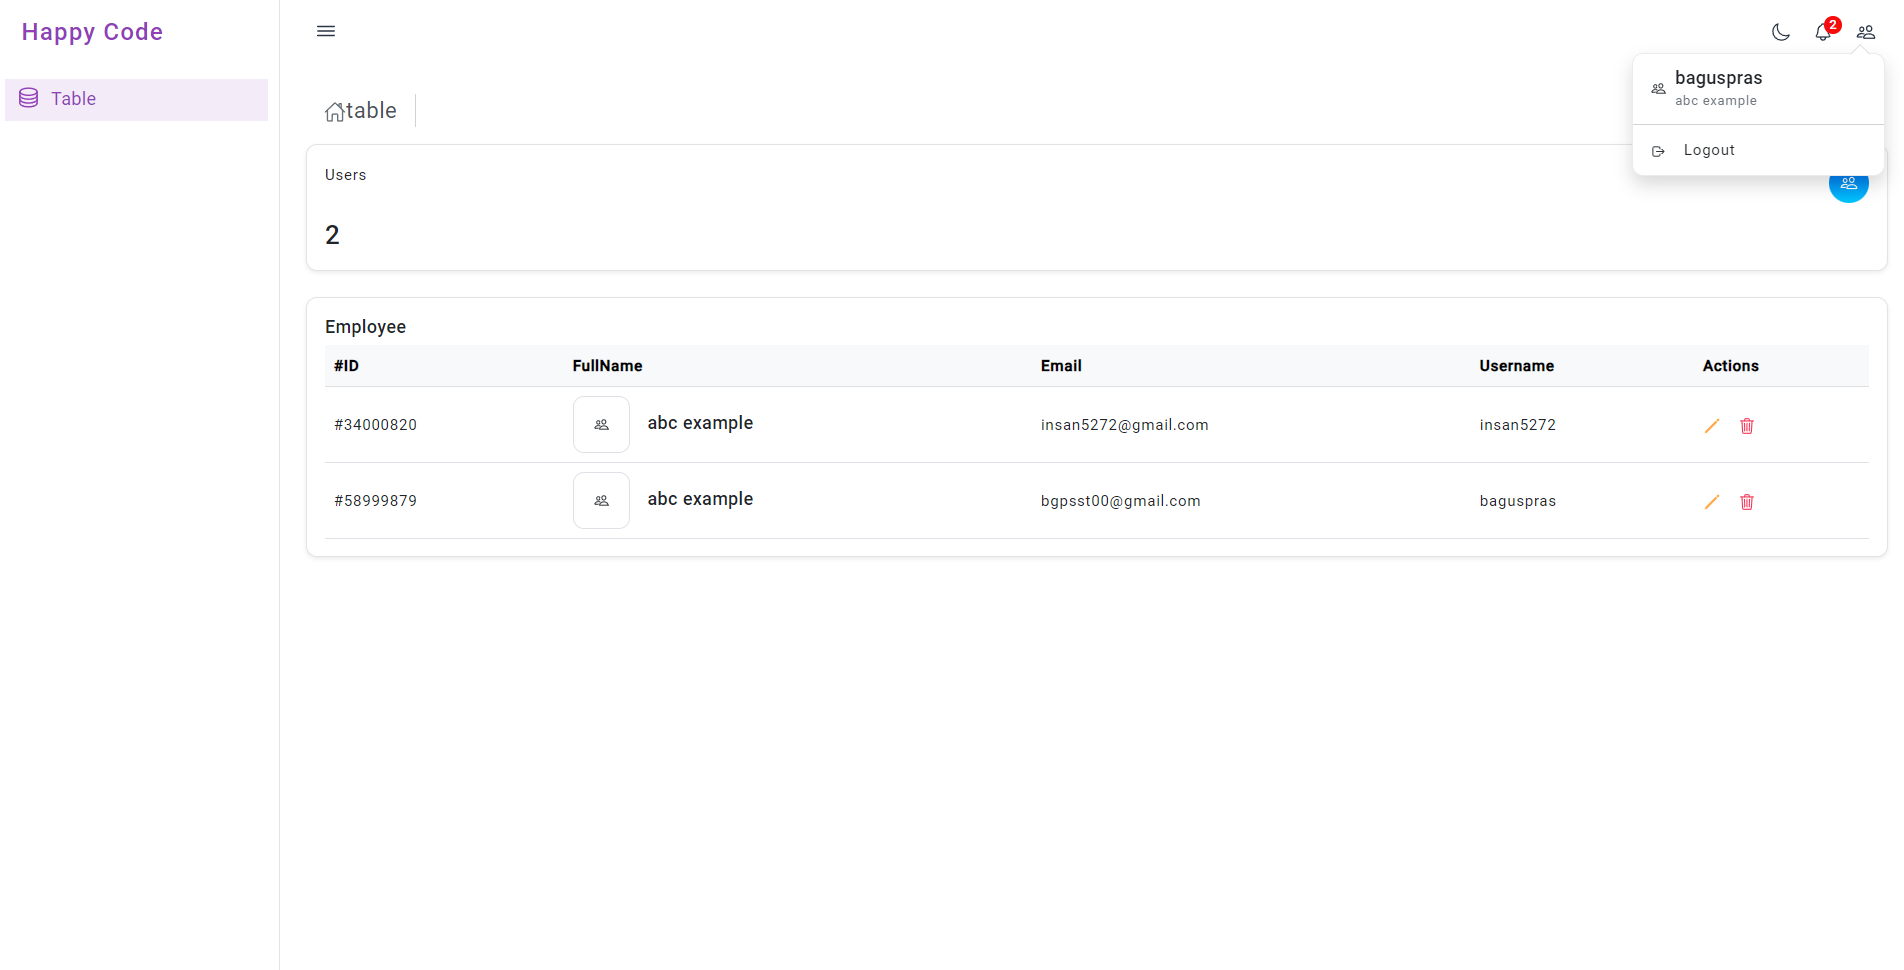 Happy Code
2
baguspras
abc example
Logout
Table
table
Users
2
Employee
#ID FullName Email Username Actions
#34000820 abc example insan5272@gmail.com insan5272
#58999879 abc example bgpsst00@gmail.com baguspras